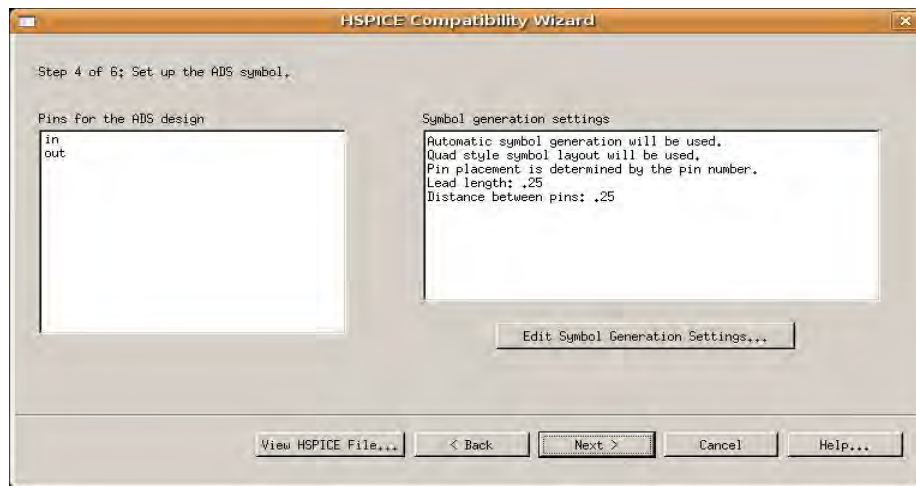 HSPICE Compatibility Wizard
Step 4 of 6: Set up the ADS symbol.
Pins for the ADS design
in
out
Symbol generation settings
Automatic symbol generation will be used.
Quad style symbol layout will be used.
Pin placement is determined by the pin number.
Lead length: .25
Distance between pins: .25
Edit Symbol Generation Settings...
View HSPICE File...
< Back
Next >
Cancel
Help...